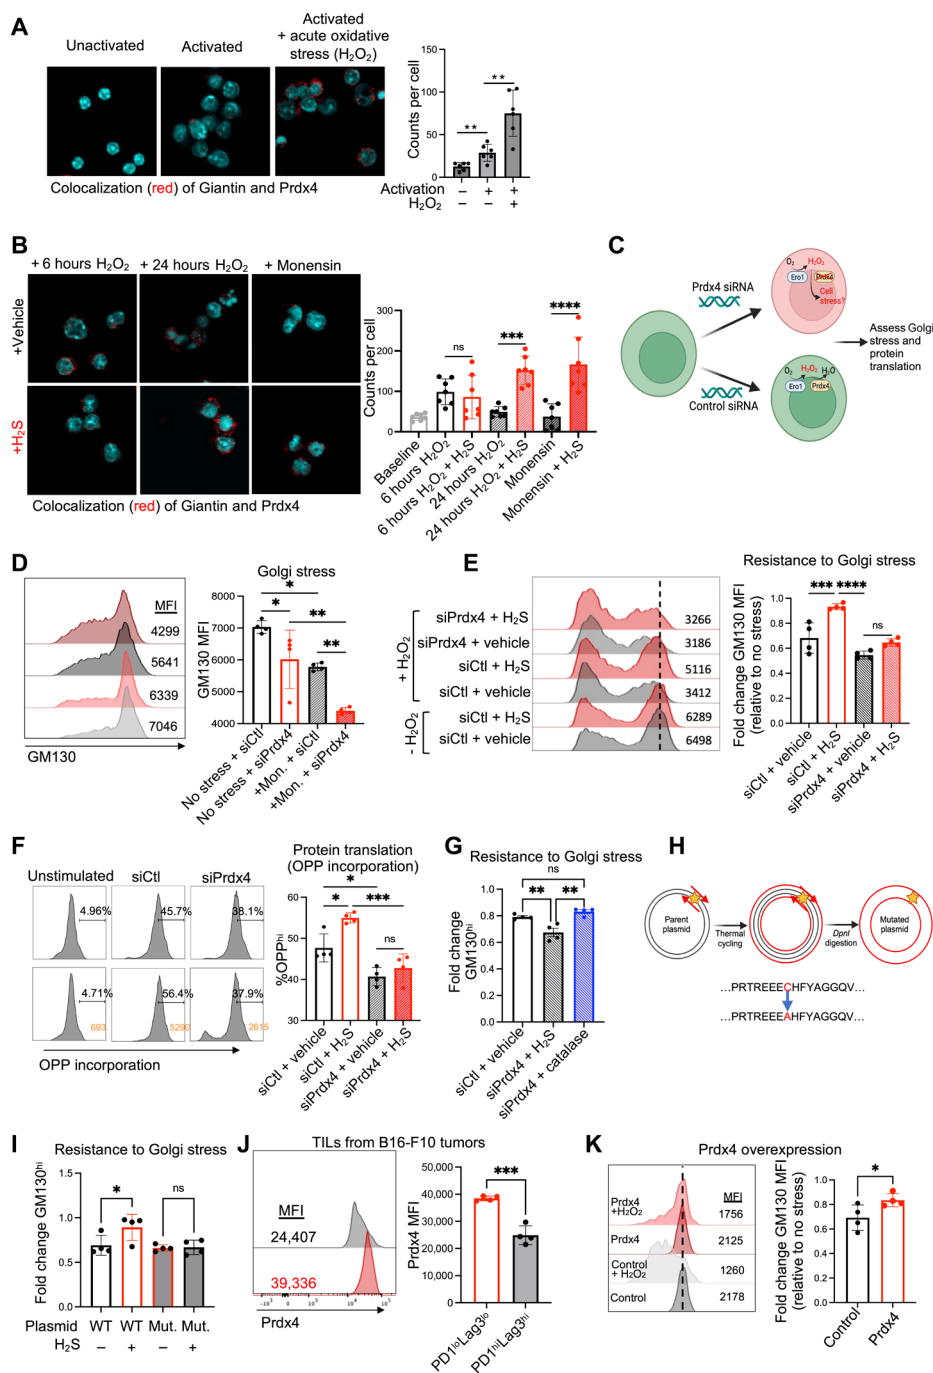 A
Unactivated
Activated
Activated
+ acute oxidative
stress (H₂O₂)
Colocalization (red) of Giantin and Prdx4
Counts per cell
150
100
50
0
**
**
Activation – + +
H₂O₂ – – +
B
+ 6 hours H₂O₂
+ 24 hours H₂O₂
+ Monensin
+Vehicle
+H₂S
Colocalization (red) of Giantin and Prdx4
Counts per cell
300
200
100
0
ns
***
****
Baseline
6 hours H₂O₂
6 hours H₂O₂ + H₂S
24 hours H₂O₂
24 hours H₂O₂ + H₂S
Monensin
Monensin + H₂S
C
Prdx4 siRNA
Control siRNA
O₂ H₂O₂
Ero1 Prdx4
Cell
stress?
O₂ H₂O₂ H₂O
Ero1 Prdx4
Assess Golgi
stress and
protein
translation
D
MFI
4299
5641
6339
7046
GM130
Golgi stress
GM130 MFI
8000
7000
6000
5000
4000
*
*
**
**
No stress + siCtl
No stress + siPrdx4
+Mon. + siCtl
+Mon. + siPrdx4
E
+ H₂O₂
- H₂O₂
siPrdx4 + H₂S 3266
siPrdx4 + vehicle 3186
siCtl + H₂S 5116
siCtl + vehicle 3412
siCtl + H₂S 6289
siCtl + vehicle 6498
Resistance to Golgi stress
Fold change GM130 MFI
(relative to no stress)
1.0
0.8
0.6
0.4
0.2
0.0
*** ****
ns
siCtl + vehicle
siCtl + H₂S
siPrdx4 + vehicle
siPrdx4 + H₂S
F
Unstimulated
siCtl
siPrdx4
4.96% 45.7% 38.1%
4.71% 56.4% 37.9%
693 5290 2615
OPP incorporation
Protein translation
(OPP incorporation)
%OPPʰⁱ
60
50
40
30
*
* ***
ns
siCtl + vehicle
siCtl + H₂S
siPrdx4 + vehicle
siPrdx4 + H₂S
G
Resistance to Golgi stress
Fold change
GM130ʰⁱ
1.0
0.8
0.6
0.4
0.2
0.0
ns
** **
siCtl + vehicle
siPrdx4 + H₂S
siPrdx4 + catalase
H
Parent
plasmid
Thermal
cycling
DpnI
digestion
Mutated
plasmid
...PRTREEECHFYAGGQV...
...PRTREEEAHFYAGGQV...
I
Resistance to Golgi stress
Fold change GM130ʰⁱ
1.5
1.0
0.5
0.0
*
ns
Plasmid WT WT Mut. Mut.
H₂S – + – +
J
TILs from B16-F10 tumors
MFI
24,407
39,336
-10³ 0 10⁴ 10⁵
Prdx4
Prdx4 MFI
50,000
40,000
30,000
20,000
10,000
0
***
PD1ˡᵒLag3ˡᵒ
PD1ʰⁱLag3ʰⁱ
K
Prdx4 overexpression
MFI
Prdx4
+H₂O₂ 1756
Prdx4 2125
Control
+ H₂O₂ 1260
Control 2178
Fold change GM130 MFI
(relative to no stress)
1.0
0.8
0.6
0.4
0.2
0.0
*
Control
Prdx4